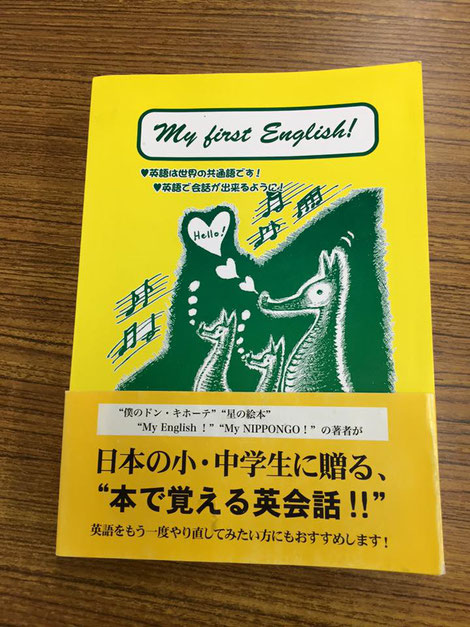 My first English!
♥英語は世界の共通語です！
♥英語で会話が出来るように！
Hello!
“僕のドン・キホーテ” “星の絵本”
“My English！” “My NIPPONGO！” の著者が
日本の小・中学生に贈る、
“本で覚える英会話!!”
英語をもう一度やり直してみたい方にもおすすめします！